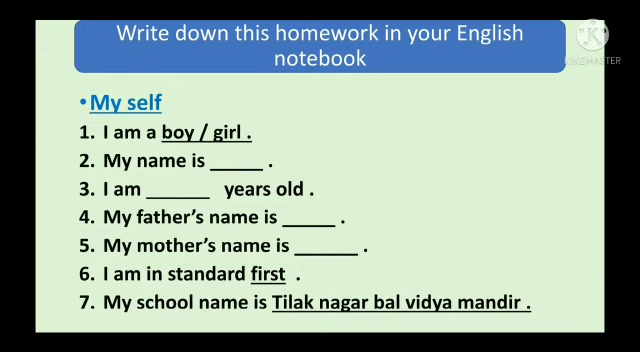 Write down this homework in your English
notebook
KINEMASTER
•My self
1. I am a boy / girl .
2. My name is _____ .
3. I am ______ years old .
4. My father's name is _____ .
5. My mother's name is ______ .
6. I am in standard first .
7. My school name is Tilak nagar bal vidya mandir .